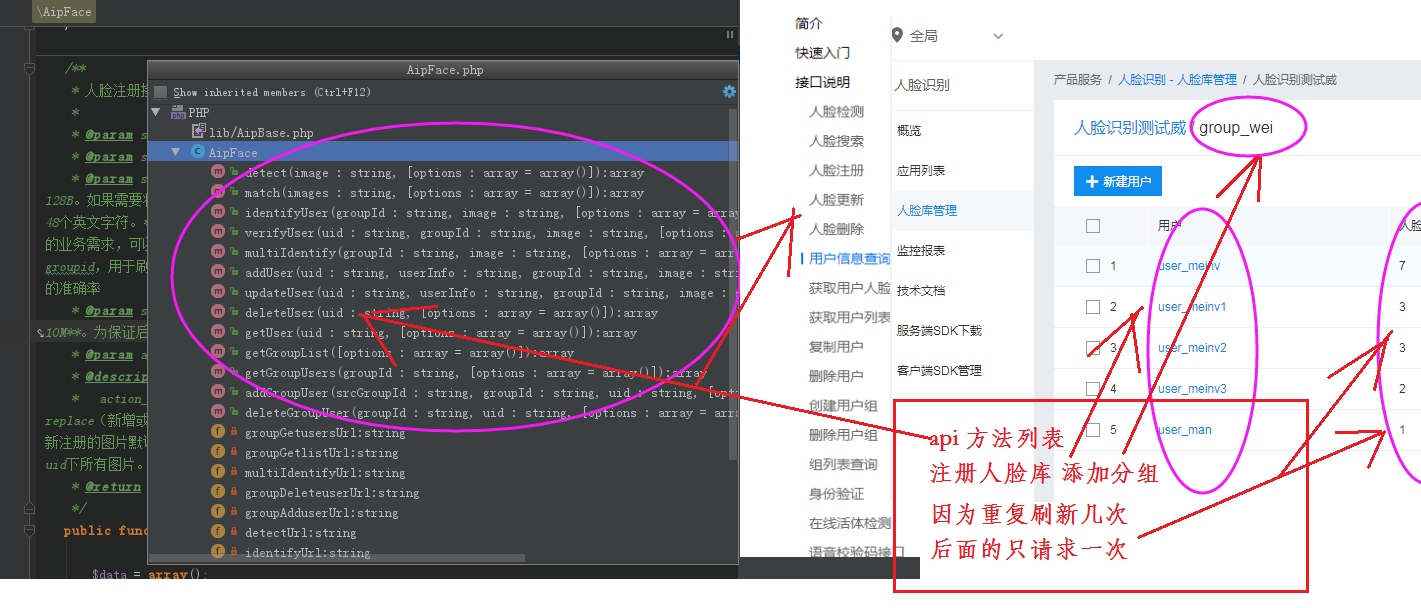 \AipFace
/**
* 人脸注册接
*
* @param s
* @param s
* @param s
128B。如果需要将
48个英文字符。*
的业务需求，可以
groupid，用于刷
的准确率
* @param s
10M**。为保证后
* @param a
* @descrip
* action_
replace（新增或
新注册的图片默认
uid下所有图片。
* @return
*/
public func
$data = array();
AipFace.php
Show inherited members (Ctrl+F12)
PHP
lib/AipBase.php
AipFace
detect(image : string, [options : array = array()]):array
match(images : string, [options : array = array()]):array
identifyUser(groupId : string, image : string, [options : array = array
verifyUser(uid : string, groupId : string, image : string, [options :
multiIdentify(groupId : string, image : string, [options : array = arr
addUser(uid : string, userInfo : string, groupId : string, image : str
updateUser(uid : string, userInfo : string, groupId : string, image :
deleteUser(uid : string, [options : array = array()]):array
getUser(uid : string, [options : array = array()]):array
getGroupList([options : array = array()]):array
getGroupUsers(groupId : string, [options : array = array()]):array
addGroupUser(srcGroupId : string, groupId : string, uid : string, [opti
deleteGroupUser(groupId : string, uid : string, [options : array = arra
groupGetusersUrl:string
groupGetlistUrl:string
multiIdentifyUrl:string
groupDeleteuserUrl:string
groupAdduserUrl:string
detectUrl:string
identifyUrl:string
简介
快速入门
接口说明
人脸检测
人脸搜索
人脸注册
人脸更新
人脸删除
用户信息查询
获取用户人脸
获取用户列表
复制用户
删除用户
创建用户组
删除用户组
组列表查询
身份验证
在线活体检测
语音校验码接口
全局
人脸识别
概览
应用列表
人脸库管理
监控报表
技术文档
服务端SDK下载
客户端SDK管理
产品服务 / 人脸识别 - 人脸库管理 / 人脸识别测试威
人脸识别测试威 group_wei
+ 新建用户
用户 人脸
1 user_meinv 7
2 user_meinv1 3
3 user_meinv2 3
4 user_meinv3 2
5 user_man 1
api 方法列表
注册人脸库 添加分组
因为重复刷新几次
后面的只请求一次